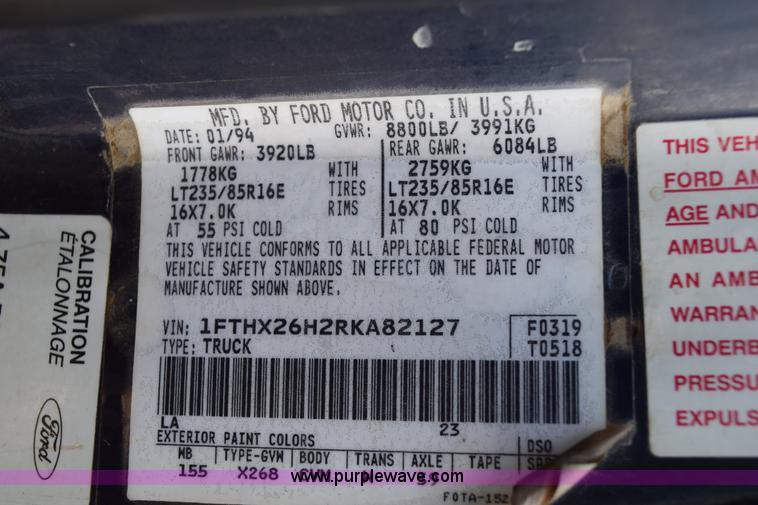 MFD. BY FORD MOTOR CO. IN U.S.A.
DATE: 01/94 GVWR: 8800LB/ 3991KG
FRONT GAWR: 3920LB REAR GAWR: 6084LB
1778KG WITH 2759KG WITH
LT235/85R16E TIRES LT235/85R16E TIRES
16X7.0K RIMS 16X7.0K RIMS
AT 55 PSI COLD AT 80 PSI COLD
THIS VEHICLE CONFORMS TO ALL APPLICABLE FEDERAL MOTOR
VEHICLE SAFETY STANDARDS IN EFFECT ON THE DATE OF
MANUFACTURE SHOWN ABOVE.
VIN: 1FTHX26H2RKA82127 F0319
TYPE: TRUCK T0518
LA 23
EXTERIOR PAINT COLORS DSO
WB TYPE-GVW BODY TRANS AXLE TAPE
155 X268
F0TA-152
CALIBRATION
ÉTALONNAGE
Ford
THIS VEH
FORD AM
AGE AND
AMBULA
AN AMB
WARRAN
UNDERB
PRESSU
EXPULS
www.purplewave.com